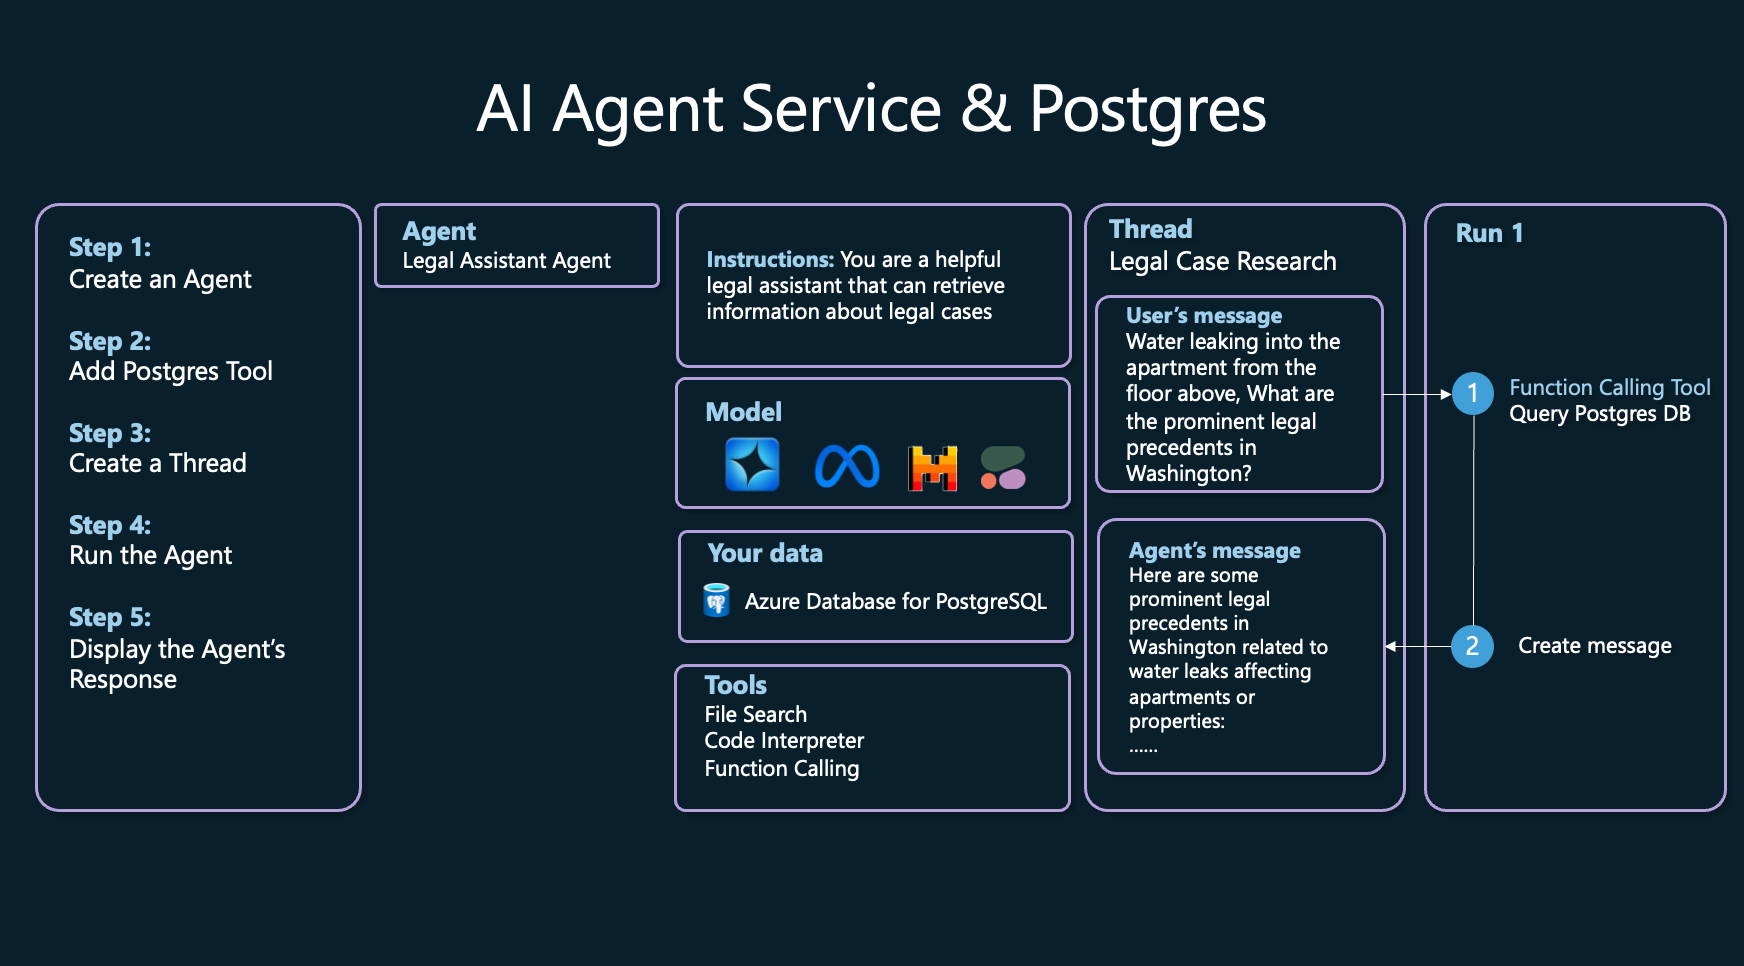 AI Agent Service & Postgres
Step 1:
Create an Agent
Step 2:
Add Postgres Tool
Step 3:
Create a Thread
Step 4:
Run the Agent
Step 5:
Display the Agent’s
Response
Agent
Legal Assistant Agent
Instructions: You are a helpful
legal assistant that can retrieve
information about legal cases
Model
Your data
Azure Database for PostgreSQL
Tools
File Search
Code Interpreter
Function Calling
Thread
Legal Case Research
User’s message
Water leaking into the
apartment from the
floor above, What are
the prominent legal
precedents in
Washington?
Agent’s message
Here are some
prominent legal
precedents in
Washington related to
water leaks affecting
apartments or
properties:
......
Run 1
1
Function Calling Tool
Query Postgres DB
2
Create message